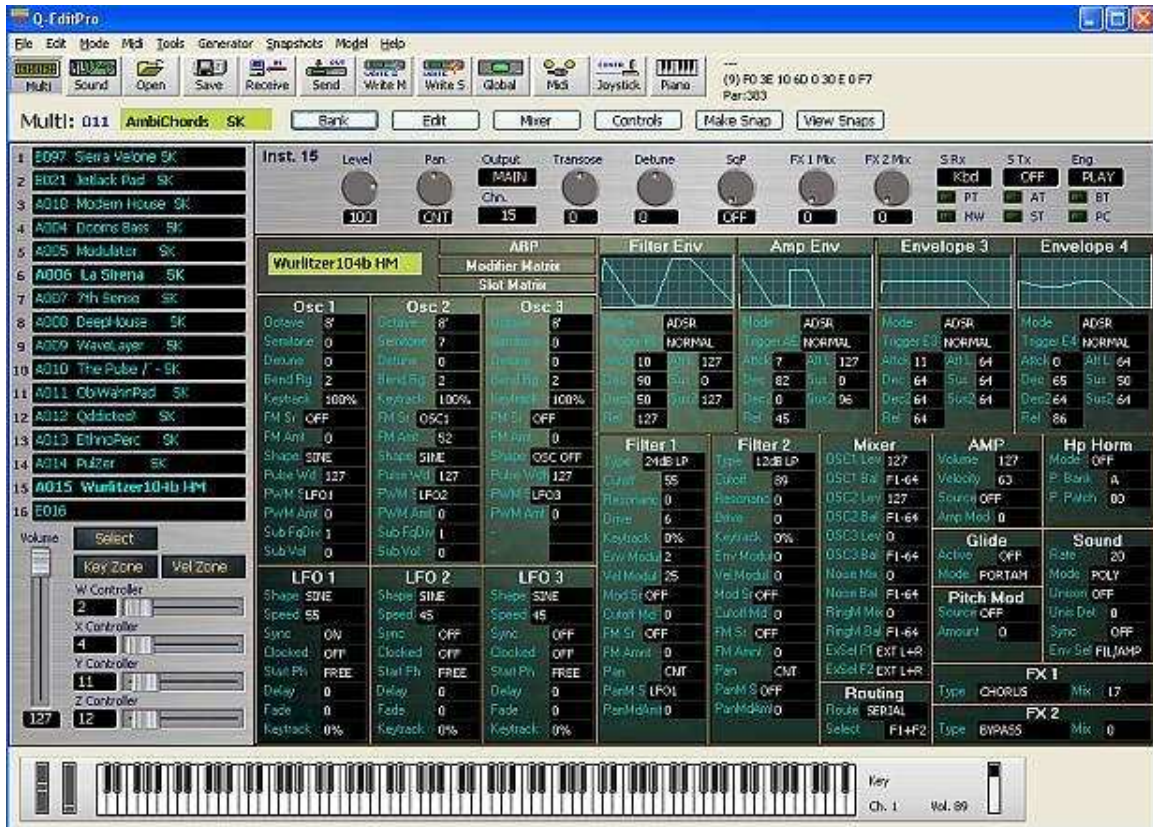 Q-EditPro
File Edit Mode Midi Tools Generator Snapshots Model Help
Multi Sound Open Save Receive Send Write M Write S Global Midi Joystick Piano
---
(9) F0 3E 10 6D 0 30 E 0 F7
Par:383
Multi: 011 AmbiChords SK Bank Edit Mixer Controls Make Snap View Snaps
1 E097 Sierra Velone SK
2 B021 Jetlack Pad SK
3 A018 Modern House SK
4 A004 Dooms Bass SK
5 A005 Modulater SK
6 A006 La Sirena SK
7 A007 7th Sense SK
8 A008 DeepHouse SK
9 A009 WaveLayer SK
10 A010 The Pulse / - SK
11 A011 ObWahnPad SK
12 A012 Qddicted! SK
13 A013 EthnoPerc SK
14 A014 PulZer SK
15 A015 Wurlitzer104b HM
16 E016
Volume
Select
Key Zone Vel Zone
W Controller
2
X Controller
4
Y Controller
11
Z Controller
127 12
Inst. 15 Level Pan Output Transose Detune SqP FX 1 Mix FX 2 Mix S Rx S Tx Eng
MAIN Kbd OFF PLAY
Chn. PT AT BT
100 CNT 15 0 0 OFF 0 0 MW ST PC
Wurlitzer104b HM
ARP
Modifier Matrix
Slot Matrix
Osc 1 Osc 2 Osc 3
Octave 8' Octave 8' Octave 8'
Semitone 0 Semitone 7 Semitone 0
Detune 0 Detune 0 Detune 0
Bend Rg 2 Bend Rg 2 Bend Rg 2
Keytrack 100% Keytrack 100% Keytrack 100%
FM Sr OFF FM Sr OSC1 FM Sr OFF
FM Amt 0 FM Amt 52 FM Amt 0
Shape SINE Shape SINE Shape OSC OFF
Pulse Wd 127 Pulse Wd 127 Pulse Wd 127
PWM S LFO1 PWM S LFO2 PWM S LFO3
PWM Amt 0 PWM Amt 0 PWM Amt 0
Sub FqDiv 1 Sub FqDiv 1
Sub Vol 0 Sub Vol 0
LFO 1 LFO 2 LFO 3
Shape SINE Shape SINE Shape SINE
Speed 55 Speed 45 Speed 45
Sync ON Sync OFF Sync OFF
Clocked OFF Clocked OFF Clocked OFF
Start Ph FREE Start Ph FREE Start Ph FREE
Delay 0 Delay 0 Delay 0
Fade 0 Fade 0 Fade 0
Keytrack 0% Keytrack 0% Keytrack 0%
Filter Env Amp Env Envelope 3 Envelope 4
Mode ADSR Mode ADSR Mode ADSR Mode ADSR
NORMAL NORMAL Trigger E3 NORMAL Trigger E4 NORMAL
Attck 10 Att L 127 Attck 7 Att L 127 Attck 11 Att L 64 Attck 0 Att L 64
Dec 90 Sus 0 Dec 82 Sus 0 Dec 64 Sus 64 Dec 65 Sus 50
Dec2 50 Sus2 127 Dec2 0 Sus2 96 Dec2 64 Sus2 64 Dec2 64 Sus2 64
Rel 127 Rel 45 Rel 64 Rel 86
Filter 1 Filter 2 Mixer
Type 24dB LP Type 12dB LP OSC1 Lev 127
Cutoff 55 Cutoff 89 OSC1 Bal F1-64
Resonanc 0 Resonanc 0 OSC2 Lev 127
Drive 6 Drive 0 OSC2 Bal F1-64
Keytrack 0% Keytrack 0% OSC3 Lev 0
Env Modul 2 Env Modul 0 OSC3 Bal F1-64
Vel Modul 25 Vel Modul 0 Noise Mix 0
Mod Sr OFF Mod Sr OFF Noise Bal F1-64
Cutoff Md 0 Cutoff Md 0 RingM Mix 0
FM Sr OFF FM Sr OFF RingM Bal F1-64
FM Amnt 0 FM Amnt 0 ExSel F1 EXT L+R
Pan CNT Pan CNT ExSel F2 EXT L+R
PanM S LFO1 PanM S OFF
PanMdAmt 0 PanMdAmt 0
Routing
Route SERIAL
Select F1+F2
AMP
Volume 127
Velocity 63
Source OFF
Amp Mod 0
Hp Horm
Mode OFF
P. Bank A
P. Patch 00
Glide
Active OFF
Mode PORTAM
Sound
Rate 20
Mode POLY
Unison OFF
Unis Det 0
Sync OFF
Env Sel FIL/AMP
Pitch Mod
Source OFF
Amount 0
FX 1
Type CHORUS Mix 17
FX 2
Type BYPASS Mix 0
Key
Ch. 1 Vol. 89